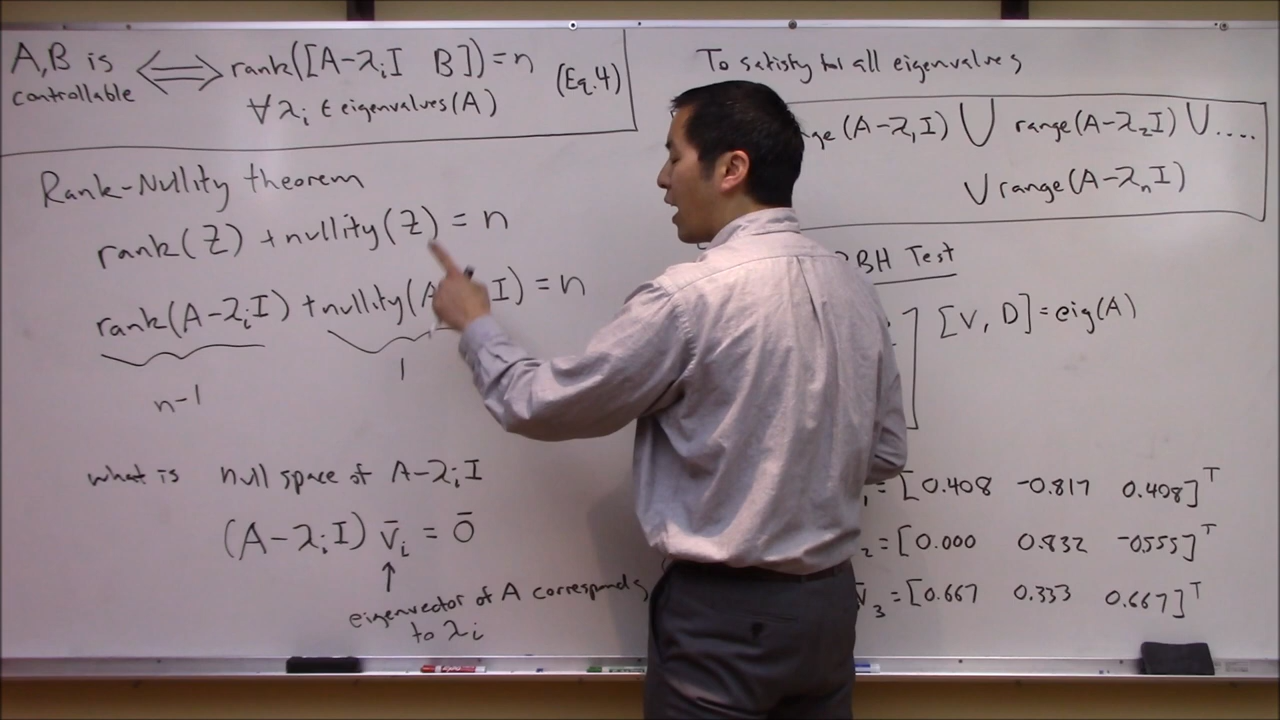 A,B is controllable ⟺ rank([A-λᵢI B]) = n (Eq.4)
∀ λᵢ ∈ eigenvalues(A)
Rank-Nullity theorem
rank(Z) + nullity(Z) = n
rank(A-λᵢI) + nullity(A I) = n
n-1
1
what is null space of A-λᵢI
(A-λᵢI) v̄ᵢ = 0̄
↑
eigenvector of A corresponds
to λᵢ
To satisfy for all eigenvalues
ge (A-λ₁I) ⋃ range(A-λ₂I) ⋃ ....
⋃ range(A-λₙI)
BH Test
[V, D] = eig(A)
= [0.408 -0.817 0.408]ᵀ
₂ = [0.000 0.832 -0.555]ᵀ
v̄₃ = [0.667 0.333 0.667]ᵀ